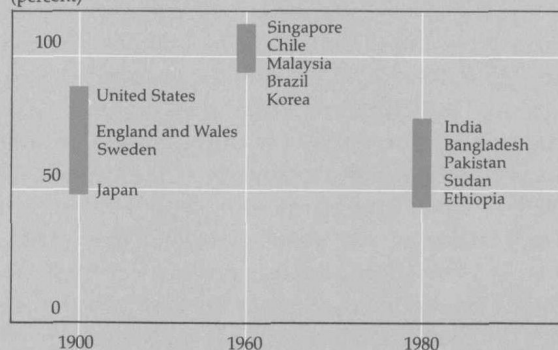 (percent)
100
50
0
United States
England and Wales
Sweden
Japan
Singapore
Chile
Malaysia
Brazil
Korea
India
Bangladesh
Pakistan
Sudan
Ethiopia
1900
1960
1980